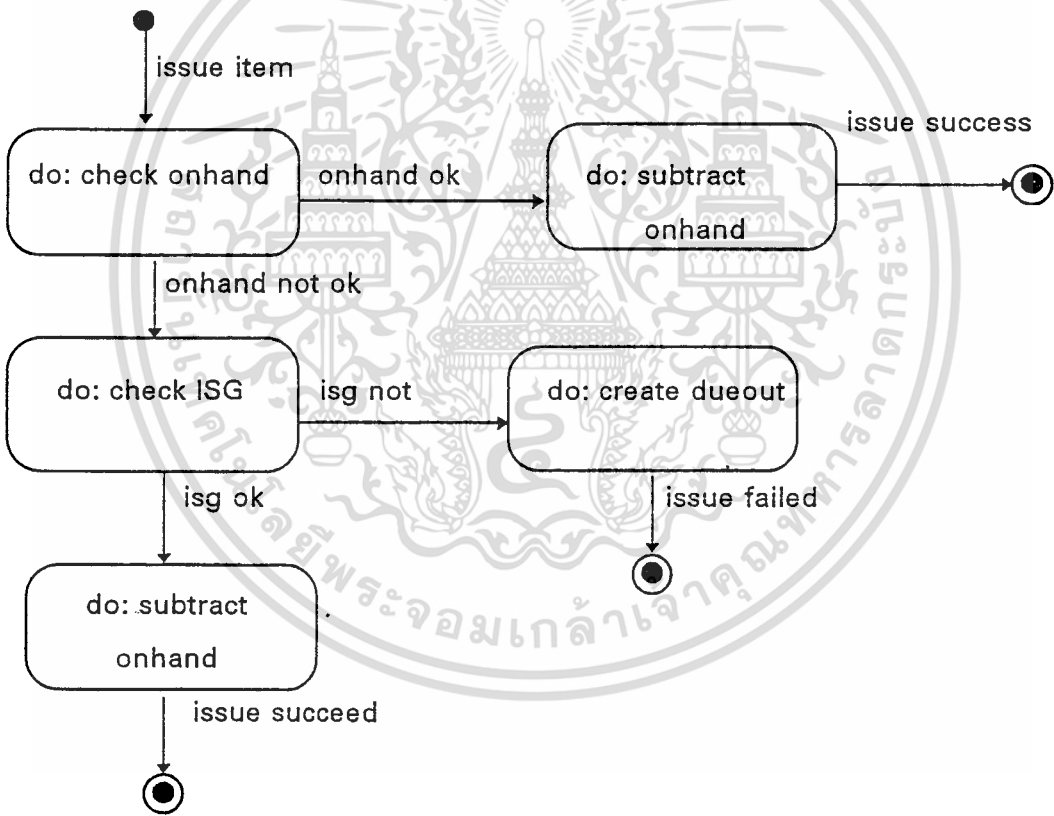 issue item
do: check onhand
onhand ok
do: subtract
onhand
issue success
onhand not ok
do: check ISG
isg not
do: create dueout
issue failed
isg ok
do: subtract
onhand
issue succeed